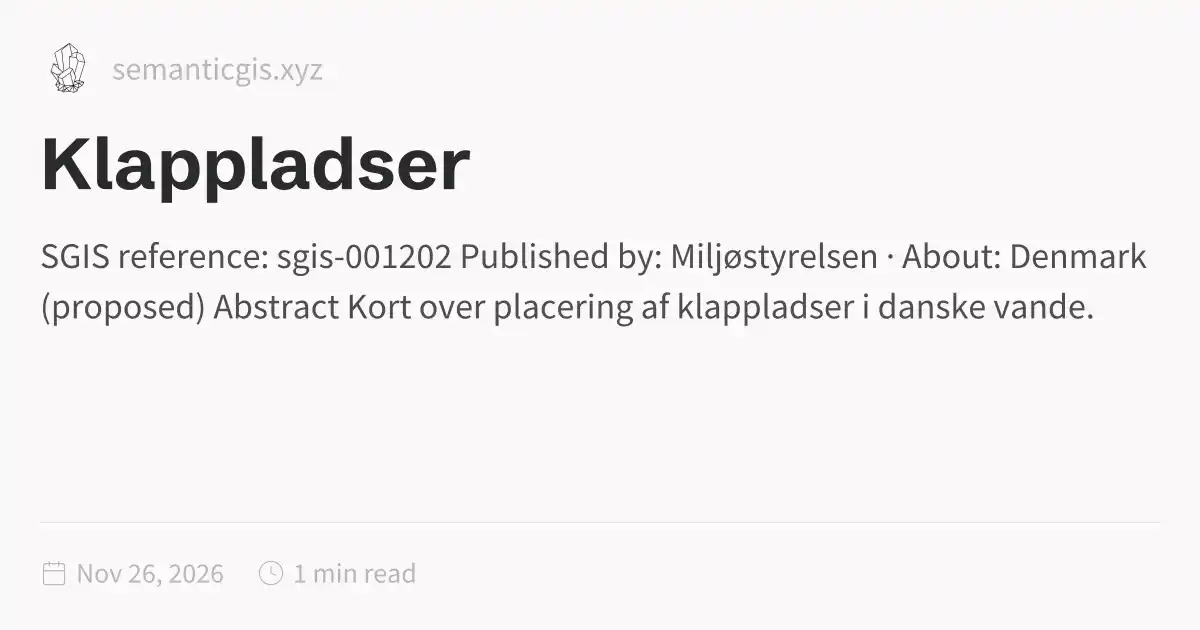 semanticgis.xyz
Klappladser
SGIS reference: sgis-001202 Published by: Miljøstyrelsen · About: Denmark
(proposed) Abstract Kort over placering af klappladser i danske vande.
Nov 26, 2026 1 min read